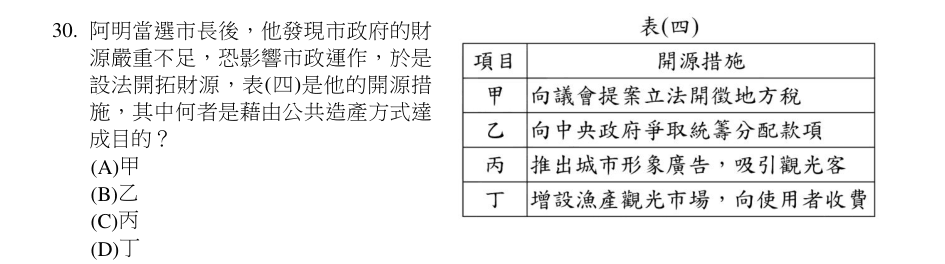 30. 阿明當選市長後，他發現市政府的財
源嚴重不足，恐影響市政運作，於是
設法開拓財源，表(四)是他的開源措
施，其中何者是藉由公共造產方式達
成目的？
(A)甲
(B)乙
(C)丙
(D)丁
表(四)
項目 開源措施
甲 向議會提案立法開徵地方稅
乙 向中央政府爭取統籌分配款項
丙 推出城市形象廣告，吸引觀光客
丁 增設漁產觀光市場，向使用者收費